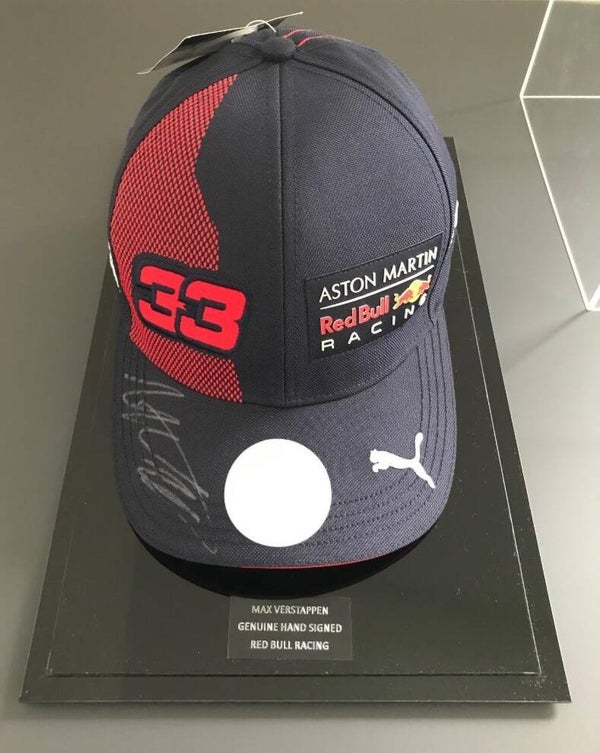 33
ASTON MARTIN
Red Bull
RACING
MAX VERSTAPPEN
GENUINE HAND SIGNED
RED BULL RACING